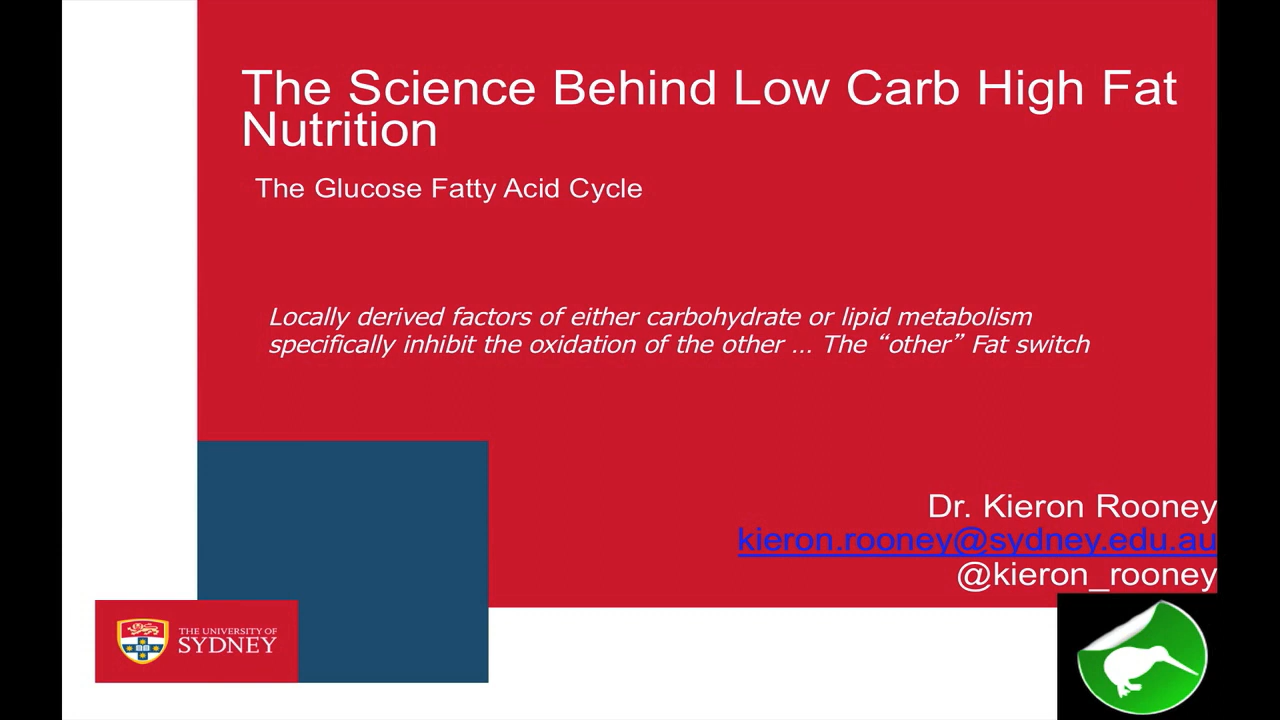 The Science Behind Low Carb High Fat
Nutrition
The Glucose Fatty Acid Cycle
Locally derived factors of either carbohydrate or lipid metabolism
specifically inhibit the oxidation of the other ... The “other” Fat switch
Dr. Kieron Rooney
kieron.rooney@sydney.edu.au
@kieron_rooney
THE UNIVERSITY OF
SYDNEY